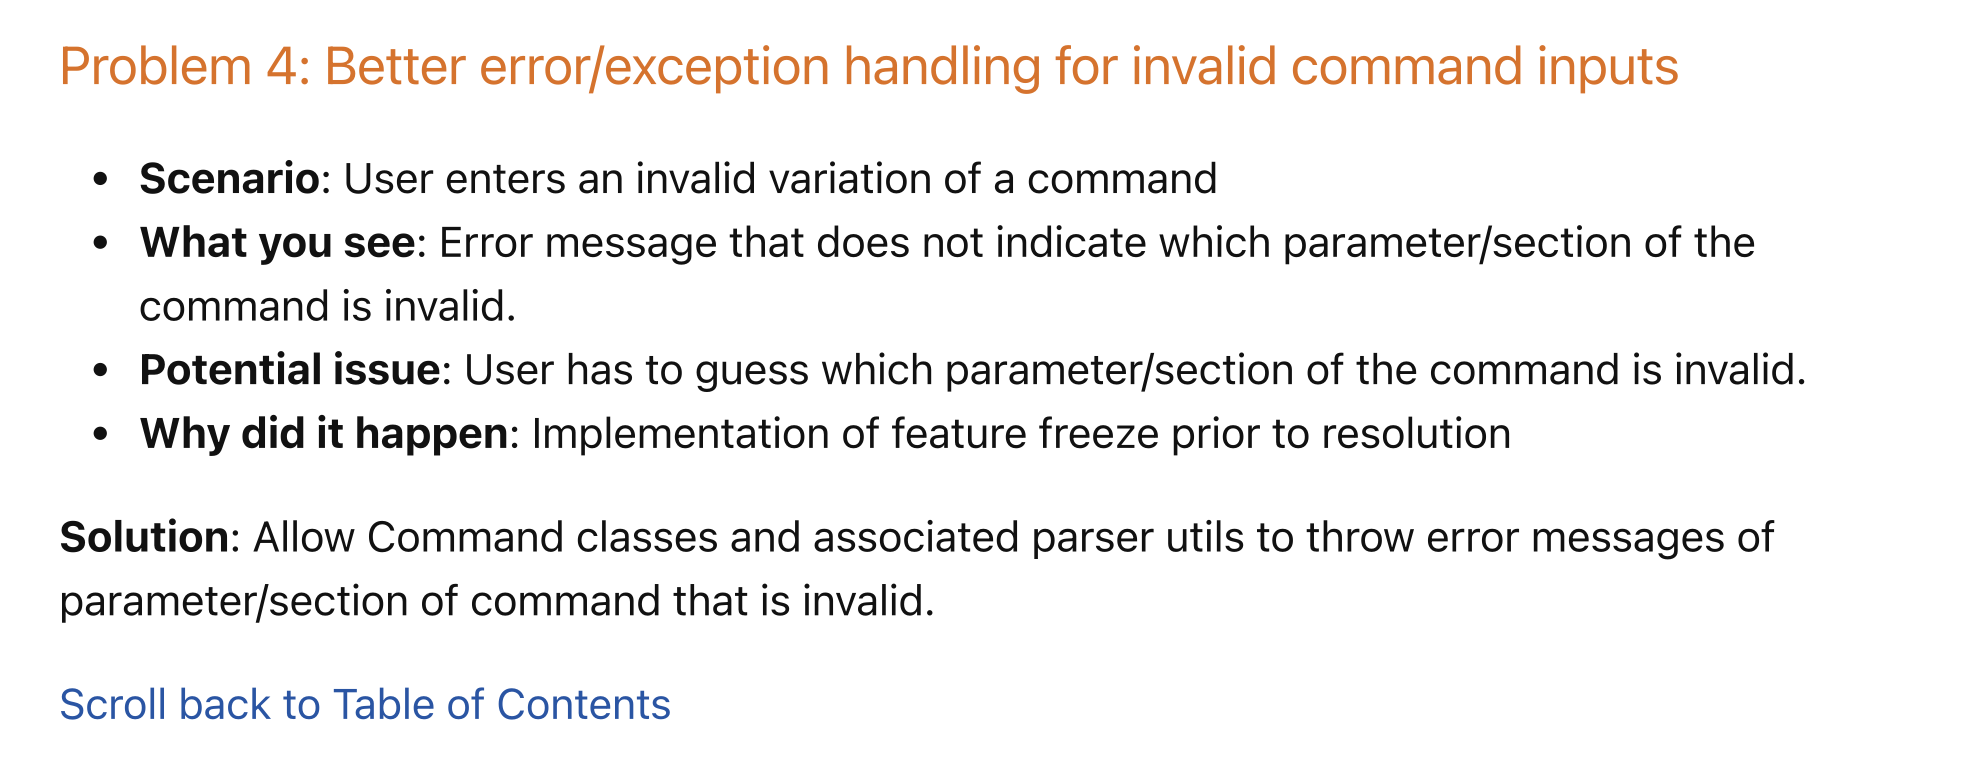 Problem 4: Better error/exception handling for invalid command inputs
• Scenario: User enters an invalid variation of a command
• What you see: Error message that does not indicate which parameter/section of the
command is invalid.
• Potential issue: User has to guess which parameter/section of the command is invalid.
• Why did it happen: Implementation of feature freeze prior to resolution
Solution: Allow Command classes and associated parser utils to throw error messages of
parameter/section of command that is invalid.
Scroll back to Table of Contents